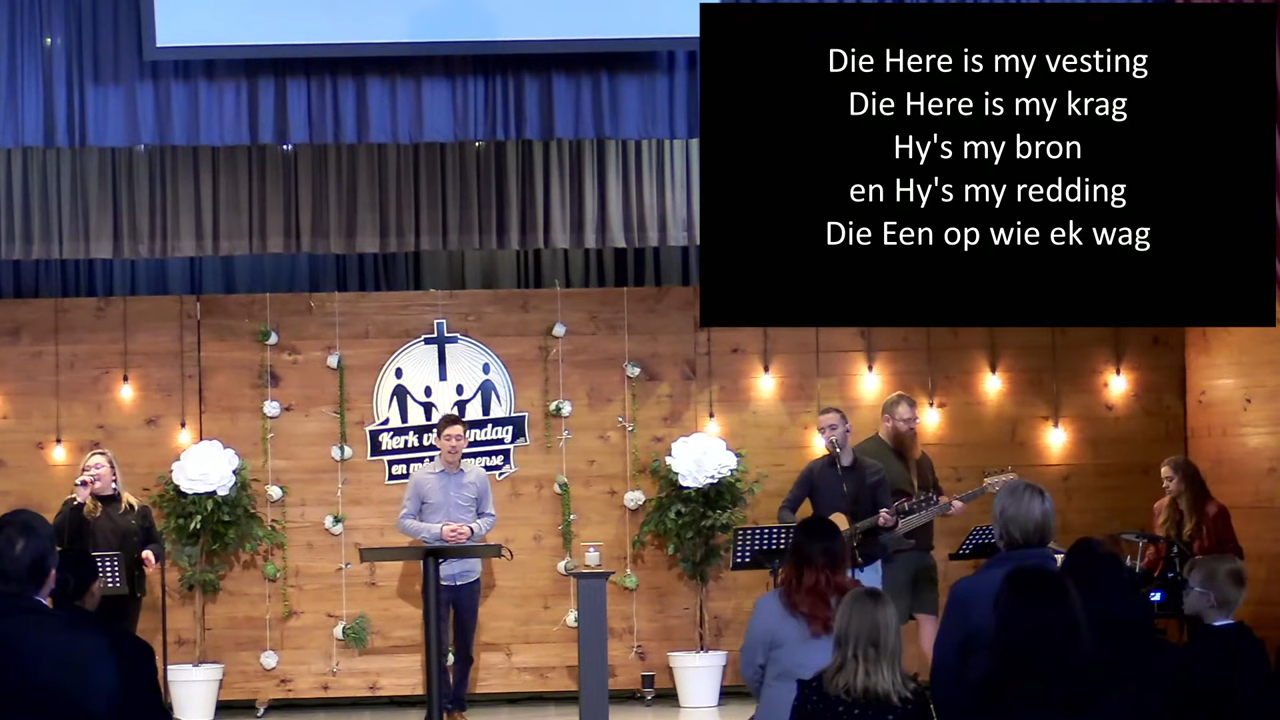 Die Here is my vesting
Die Here is my krag
Hy's my bron
en Hy's my redding
Die Een op wie ek wag
Kerk
en